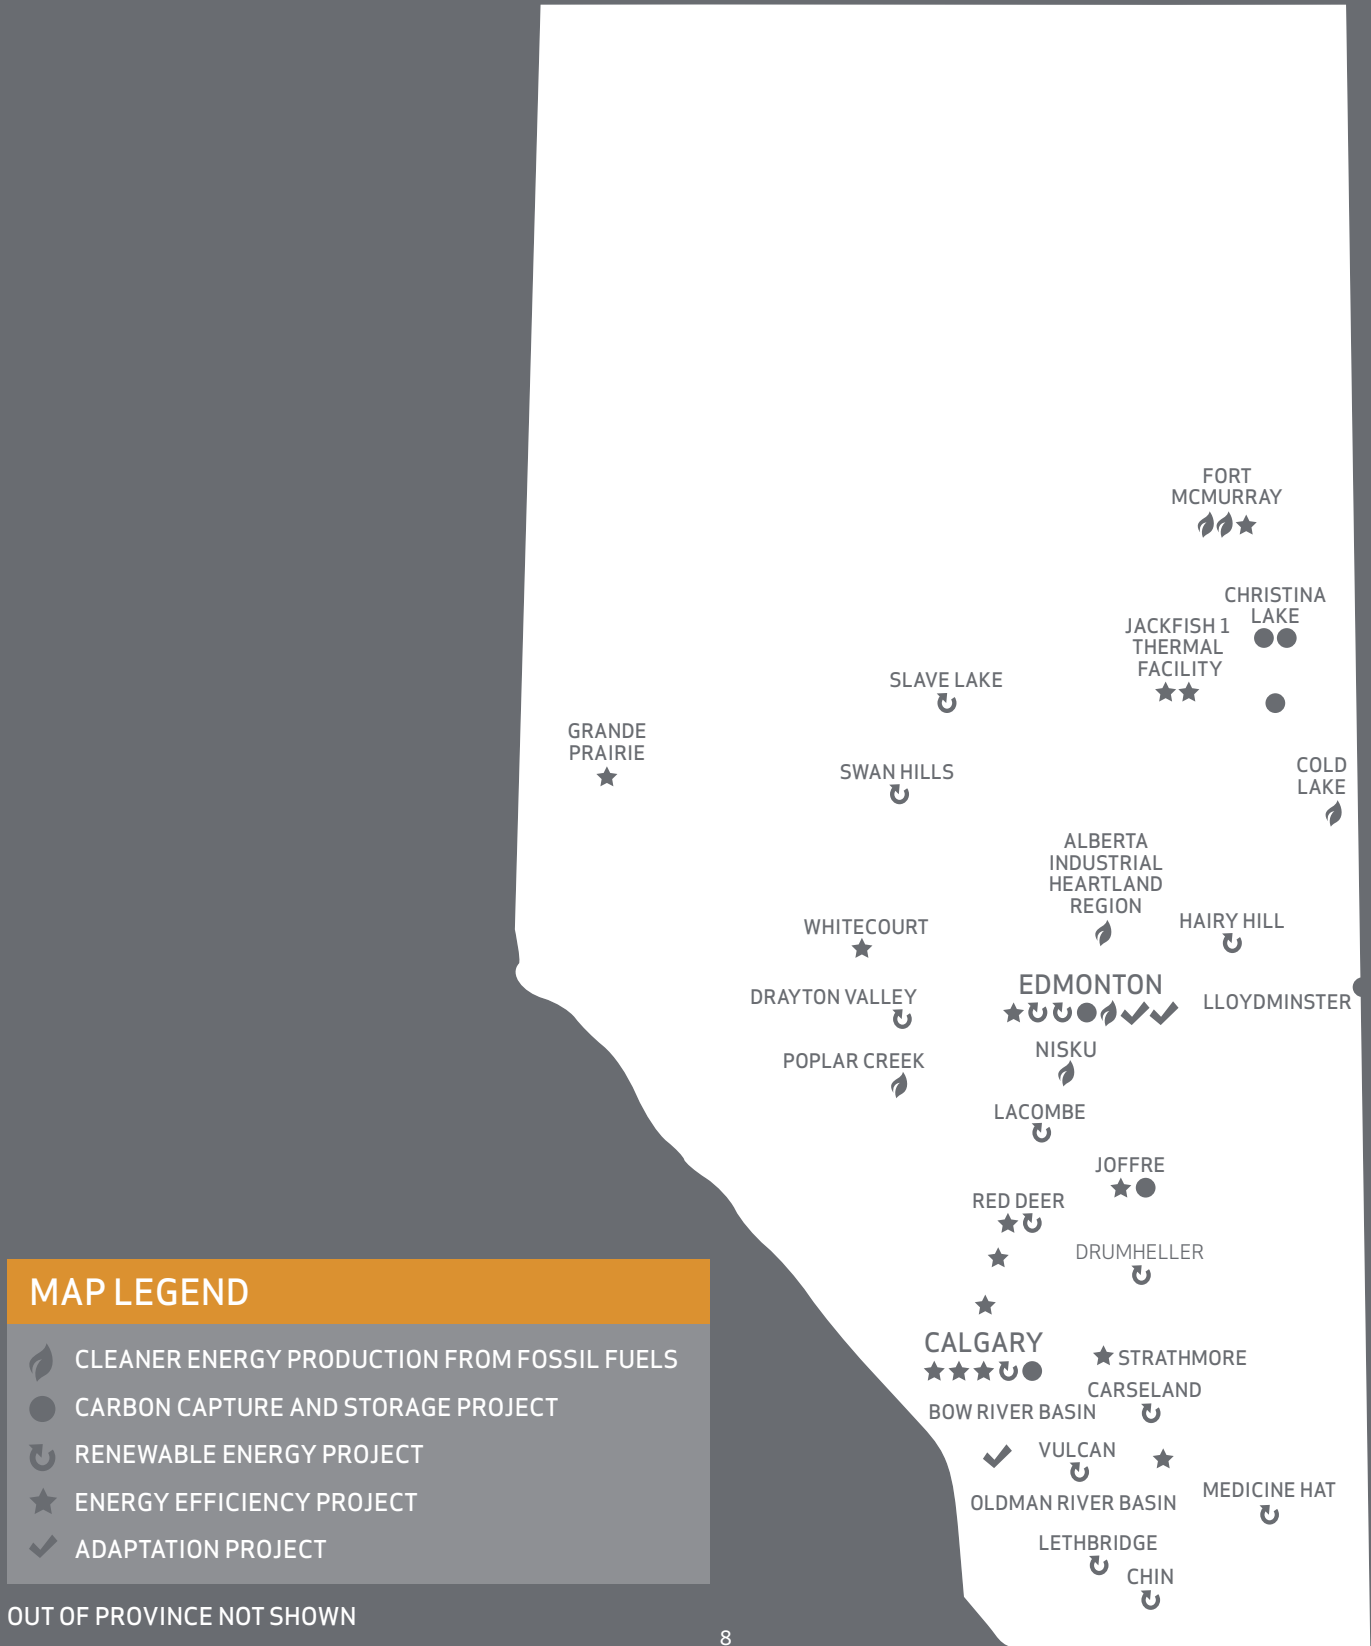 FORT
MCMURRAY
CHRISTINA
LAKE
JACKFISH 1
THERMAL
FACILITY
SLAVE LAKE
GRANDE
PRAIRIE
SWAN HILLS
COLD
LAKE
ALBERTA
INDUSTRIAL
HEARTLAND
REGION
HAIRY HILL
WHITECOURT
EDMONTON
DRAYTON VALLEY
LLOYDMINSTER
NISKU
POPLAR CREEK
LACOMBE
JOFFRE
RED DEER
DRUMHELLER
CALGARY
STRATHMORE
CARSELAND
BOW RIVER BASIN
VULCAN
MEDICINE HAT
OLDMAN RIVER BASIN
LETHBRIDGE
CHIN
MAP LEGEND
CLEANER ENERGY PRODUCTION FROM FOSSIL FUELS
CARBON CAPTURE AND STORAGE PROJECT
RENEWABLE ENERGY PROJECT
ENERGY EFFICIENCY PROJECT
ADAPTATION PROJECT
OUT OF PROVINCE NOT SHOWN
8